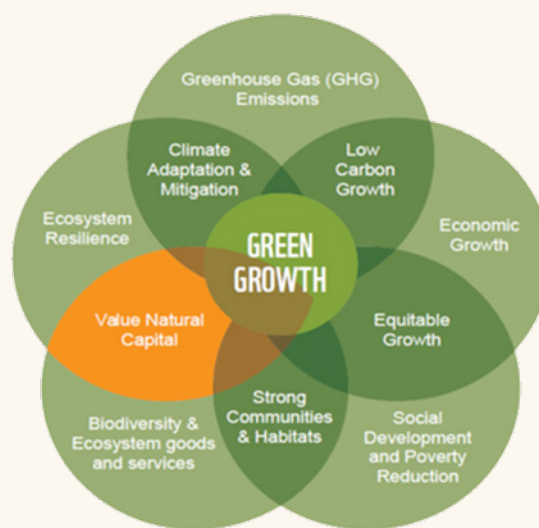 Greenhouse Gas (GHG)
Emissions
Climate
Adaptation &
Mitigation
Low
Carbon
Growth
Ecosystem
Resilience
GREEN
GROWTH
Economic
Growth
Value Natural
Capital
Equitable
Growth
Biodiversity &
Ecosystem goods
and services
Strong
Communities
& Habitats
Social
Development
and Poverty
Reduction